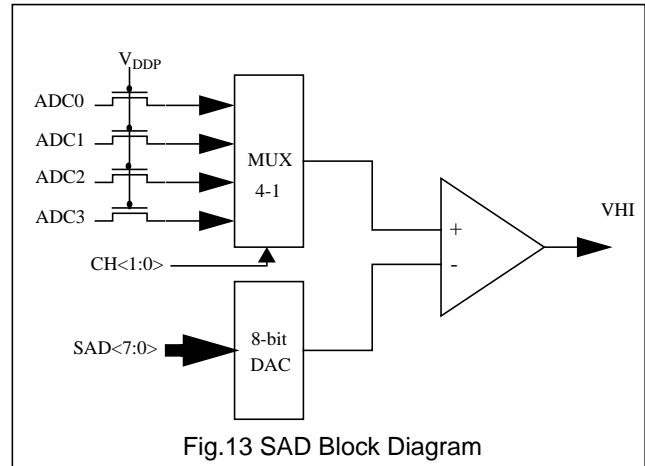 VDDP
ADC0
ADC1
ADC2
ADC3
MUX
4-1
CH<1:0>
+
-
VHI
SAD<7:0>
8-bit
DAC
Fig.13 SAD Block Diagram